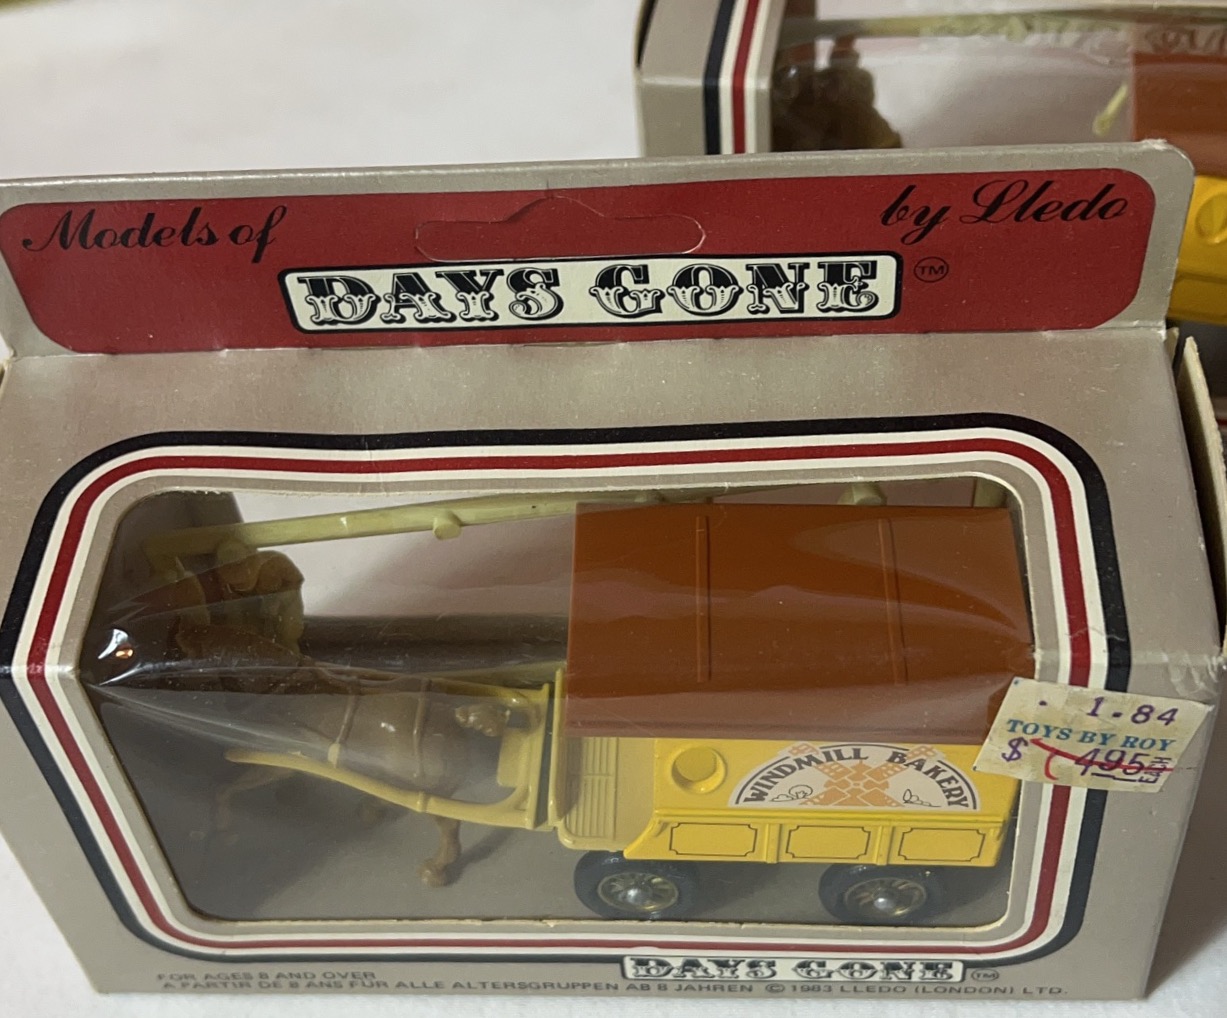 Models of
by Lledo
DAYS GONE TM
1.84
TOYS BY ROY
$ 495
WINDMILL BAKERY
DAYS GONE TM
FOR AGES 8 AND OVER
A PARTIR DE 8 ANS FÜR ALLE ALTERSGRUPPEN AB 8 JAHREN © 1983 LLEDO (LONDON) LTD.